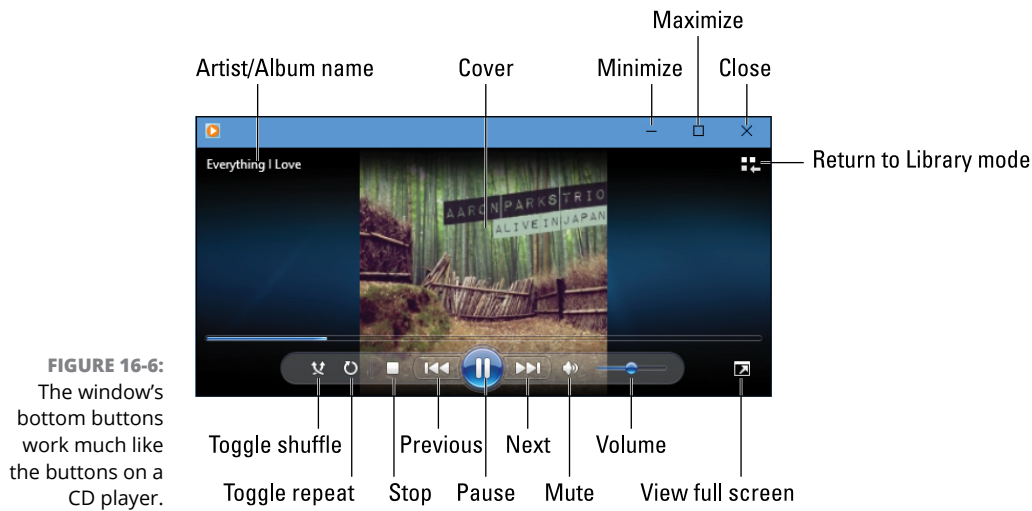 Maximize
Artist/Album name
Cover
Minimize
Close
Everything I Love
Return to Library mode
AARON PARKS TRIO
ALIVE IN JAPAN
FIGURE 16-6:
The window's
bottom buttons
work much like
the buttons on a
CD player.
Toggle shuffle
Previous
Next
Volume
Toggle repeat
Stop
Pause
Mute
View full screen